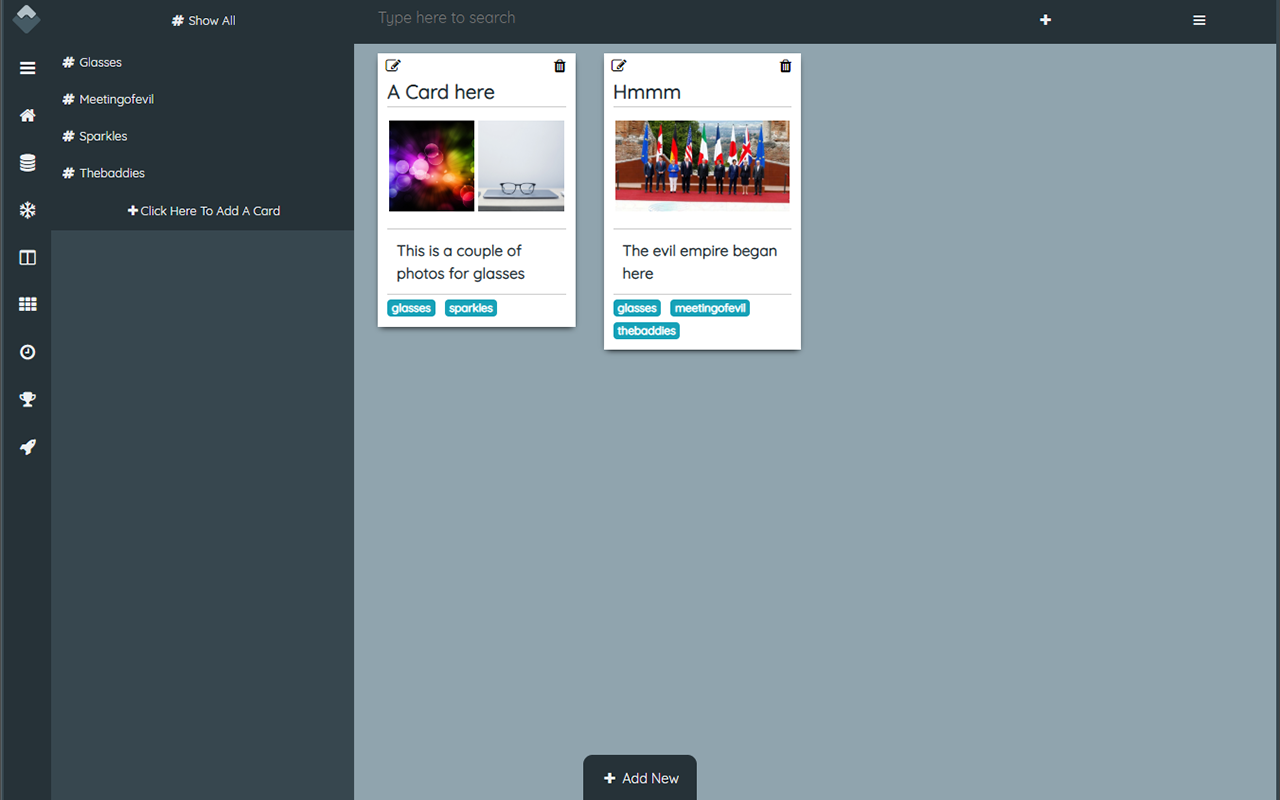 # Show All
Type here to search
# Glasses
# Meetingofevil
# Sparkles
# Thebaddies
+Click Here To Add A Card
A Card here
This is a couple of
photos for glasses
glasses sparkles
Hmmm
The evil empire began
here
glasses meetingofevil
thebaddies
+ Add New